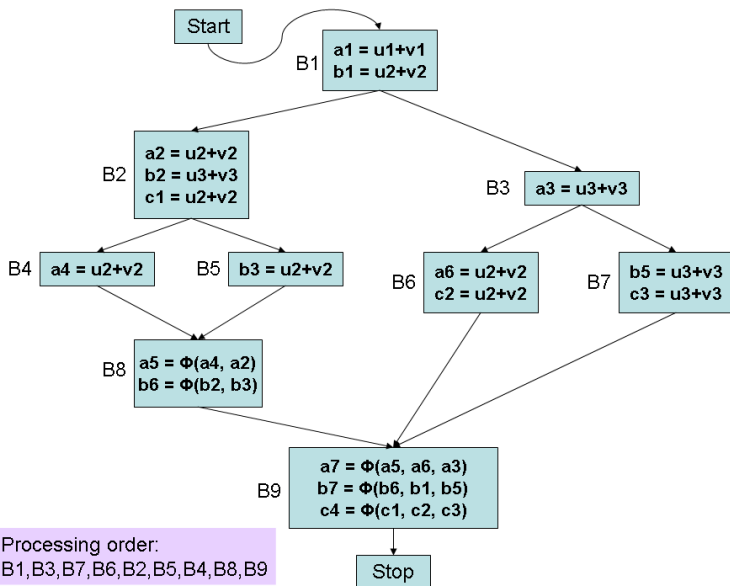 Start
B1
a1 = u1+v1
b1 = u2+v2
B2
a2 = u2+v2
b2 = u3+v3
c1 = u2+v2
B3
a3 = u3+v3
B4
a4 = u2+v2
B5
b3 = u2+v2
B6
a6 = u2+v2
c2 = u2+v2
B7
b5 = u3+v3
c3 = u3+v3
B8
a5 = Φ(a4, a2)
b6 = Φ(b2, b3)
B9
a7 = Φ(a5, a6, a3)
b7 = Φ(b6, b1, b5)
c4 = Φ(c1, c2, c3)
Processing order:
B1,B3,B7,B6,B2,B5,B4,B8,B9
Stop